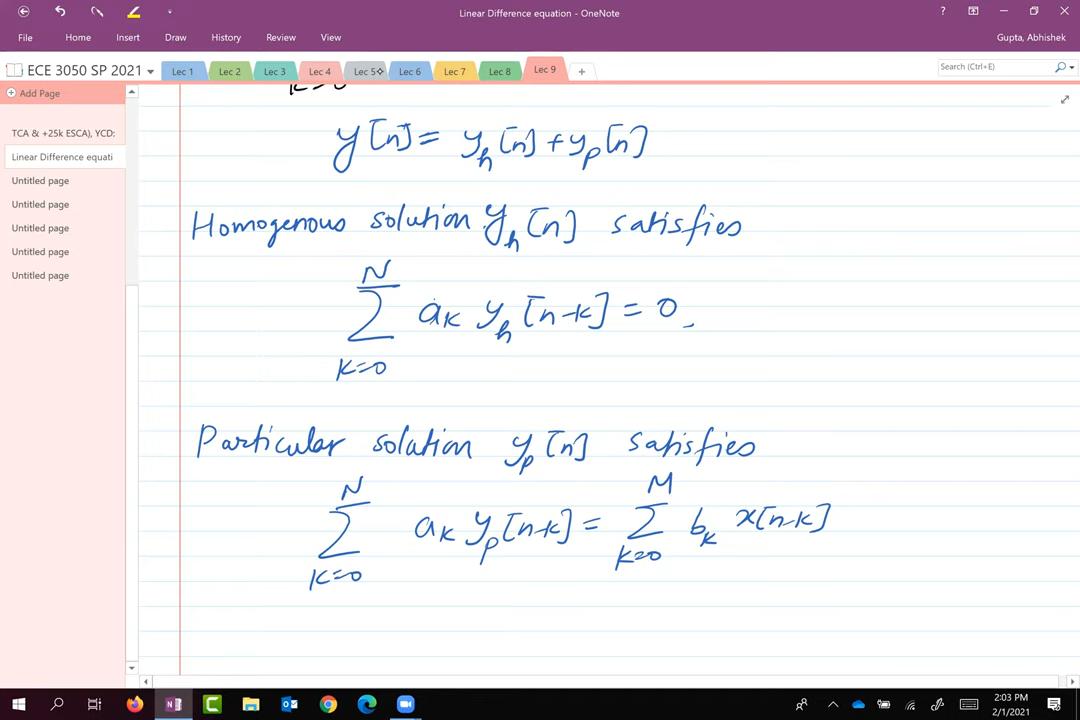 Linear Difference equation - OneNote
?
File Home Insert Draw History Review View
Gupta, Abhishek
ECE 3050 SP 2021
Lec 1 Lec 2 Lec 3 Lec 4 Lec 5 Lec 6 Lec 7 Lec 8 Lec 9 +
Search (Ctrl+E)
Add Page
TCA & +25k ESCA), YCD:
Linear Difference equati
Untitled page
Untitled page
Untitled page
Untitled page
Untitled page
K=0
y[n] = y_h[n] + y_p[n]
Homogenous solution y_h[n] satisfies
N
∑ a_k y_h[n-k] = 0
K=0
Particular solution y_p[n] satisfies
N M
∑ a_k y_p[n-k] = ∑ b_k x[n-k]
K=0 K=0
2:03 PM
2/1/2021